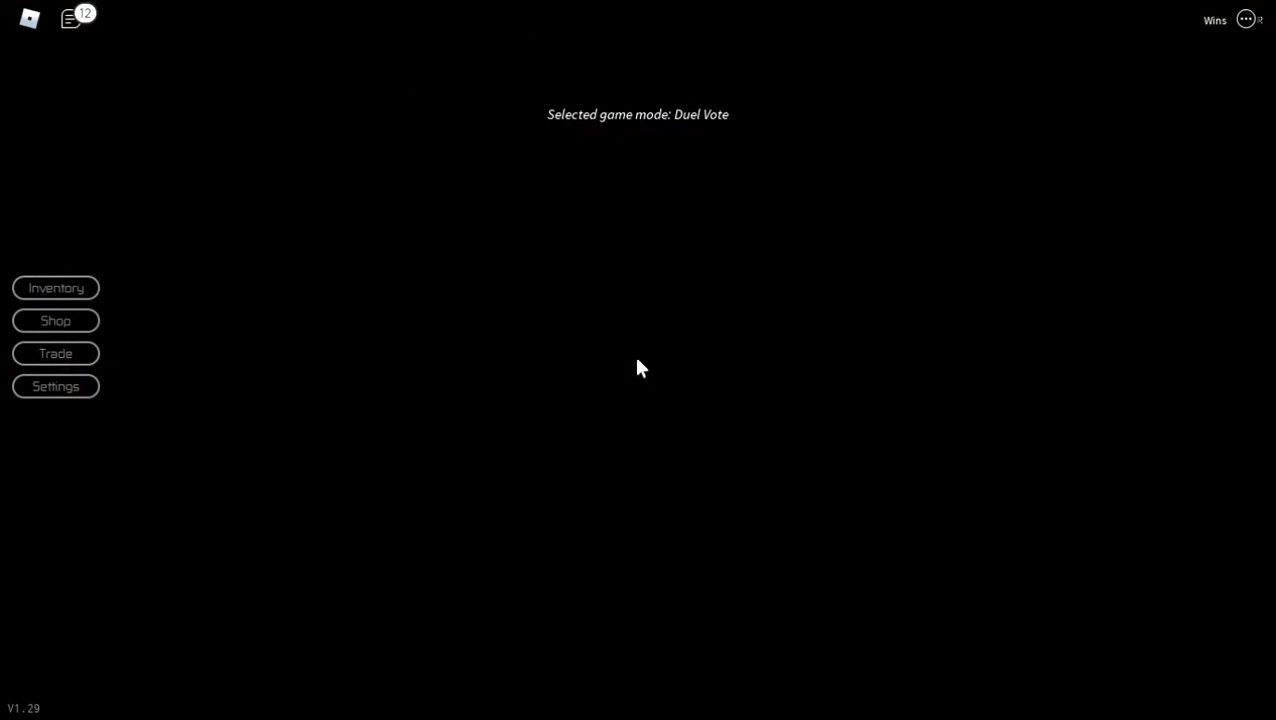 12
Wins
Selected game mode: Duel Vote
Inventory
Shop
Trade
Settings
V1.29